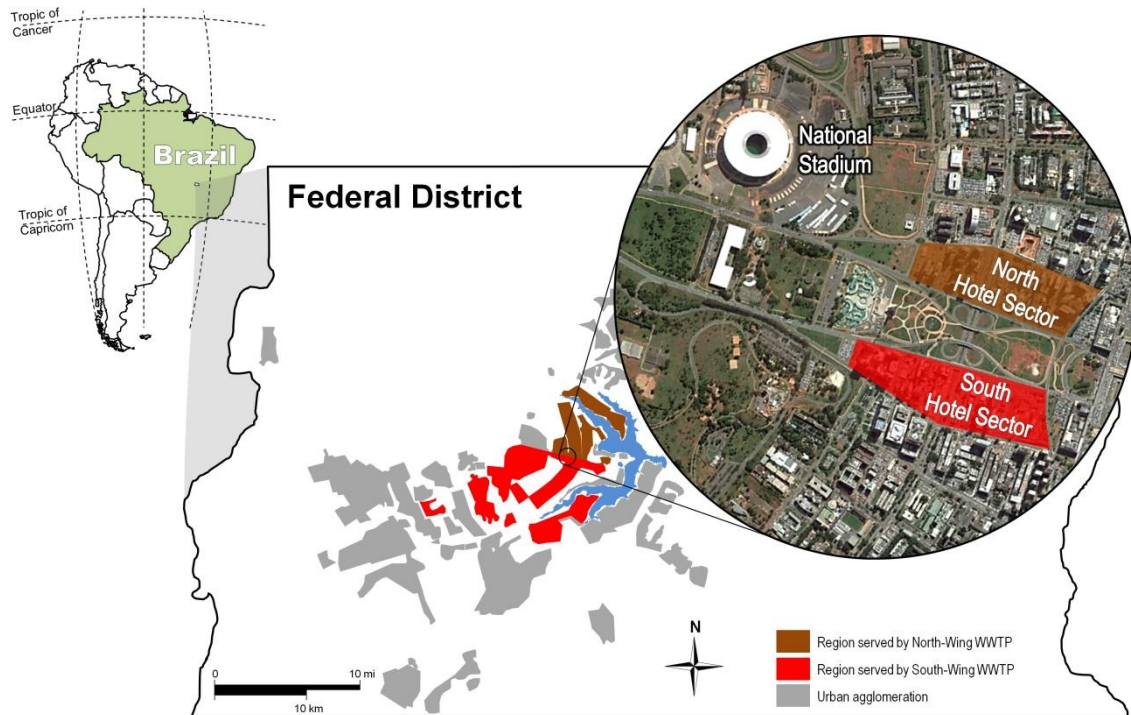 Tropic of
Cancer
Equator
Brazil
Tropic of
Capricorn
Federal District
National
Stadium
North
Hotel Sector
South
Hotel Sector
N
0
10 mi
10 km
Region served by North-Wing WWTP
Region served by South-Wing WWTP
Urban agglomeration